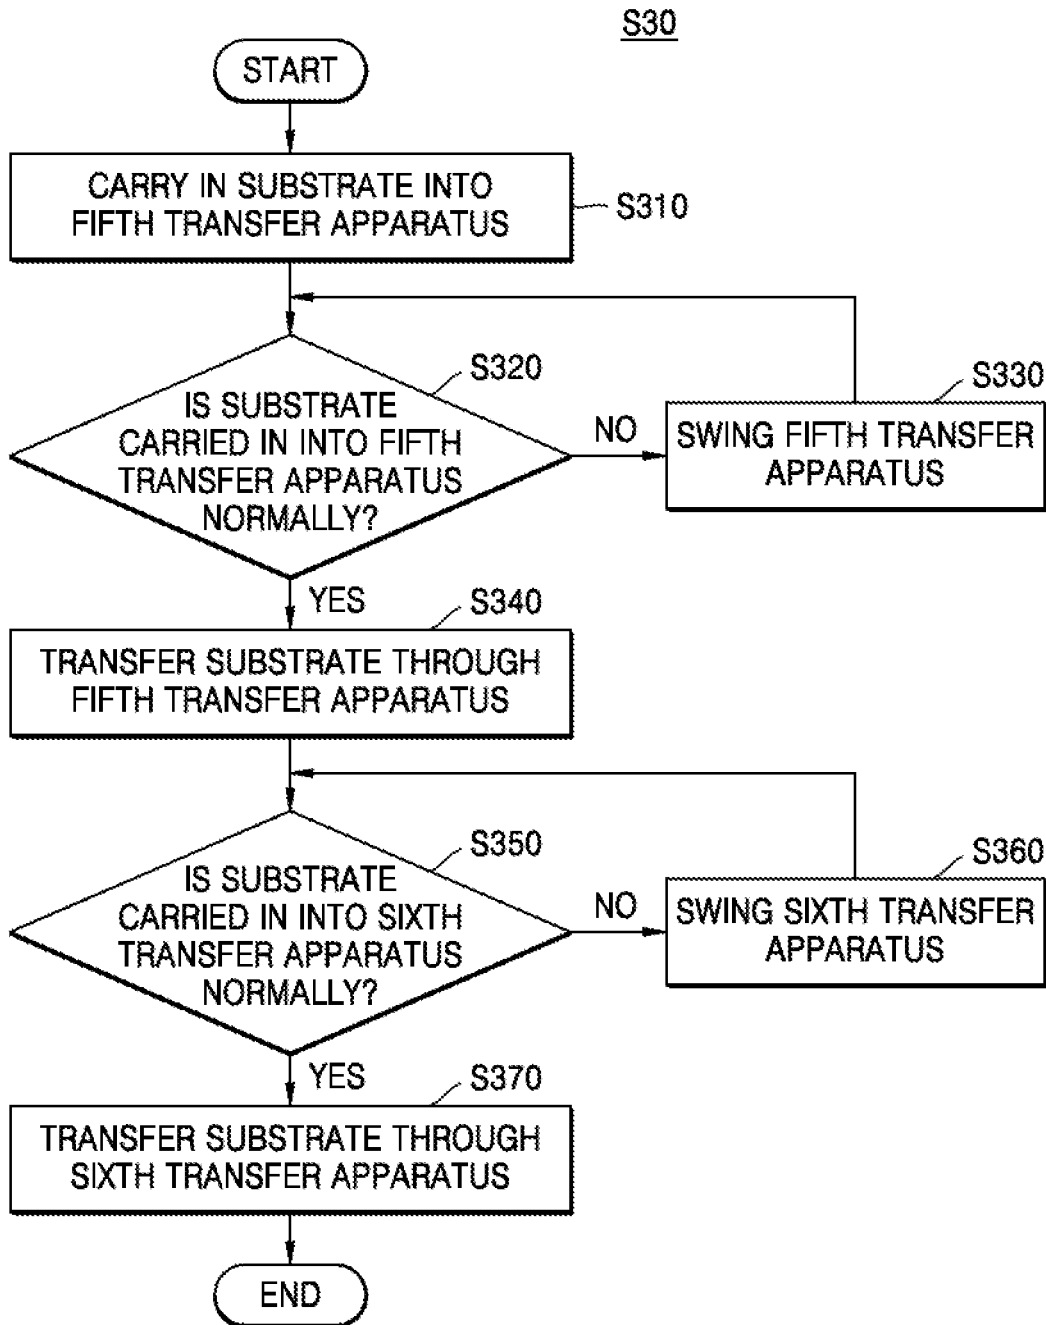 S30
START
CARRY IN SUBSTRATE INTO
FIFTH TRANSFER APPARATUS
S310
S320
IS SUBSTRATE
CARRIED IN INTO FIFTH
TRANSFER APPARATUS
NORMALLY?
NO
S330
SWING FIFTH TRANSFER
APPARATUS
YES
S340
TRANSFER SUBSTRATE THROUGH
FIFTH TRANSFER APPARATUS
S350
IS SUBSTRATE
CARRIED IN INTO SIXTH
TRANSFER APPARATUS
NORMALLY?
NO
S360
SWING SIXTH TRANSFER
APPARATUS
YES
S370
TRANSFER SUBSTRATE THROUGH
SIXTH TRANSFER APPARATUS
END